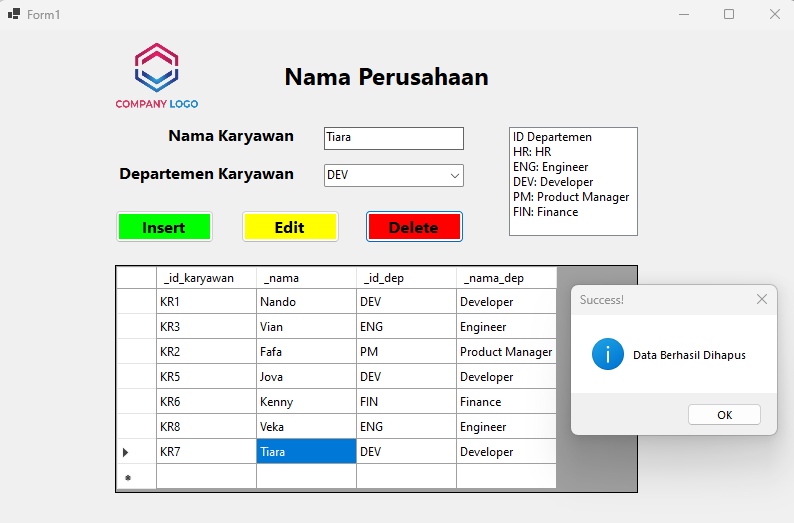 Form1
COMPANY LOGO
Nama Perusahaan
Nama Karyawan
Tiara
Departemen Karyawan
DEV
ID Departemen
HR: HR
ENG: Engineer
DEV: Developer
PM: Product Manager
FIN: Finance
Insert
Edit
Delete
_id_karyawan _nama _id_dep _nama_dep
KR1 Nando DEV Developer
KR3 Vian ENG Engineer
KR2 Fafa PM Product Manager
KR5 Jova DEV Developer
KR6 Kenny FIN Finance
KR8 Veka ENG Engineer
KR7 Tiara DEV Developer
Success!
Data Berhasil Dihapus
OK